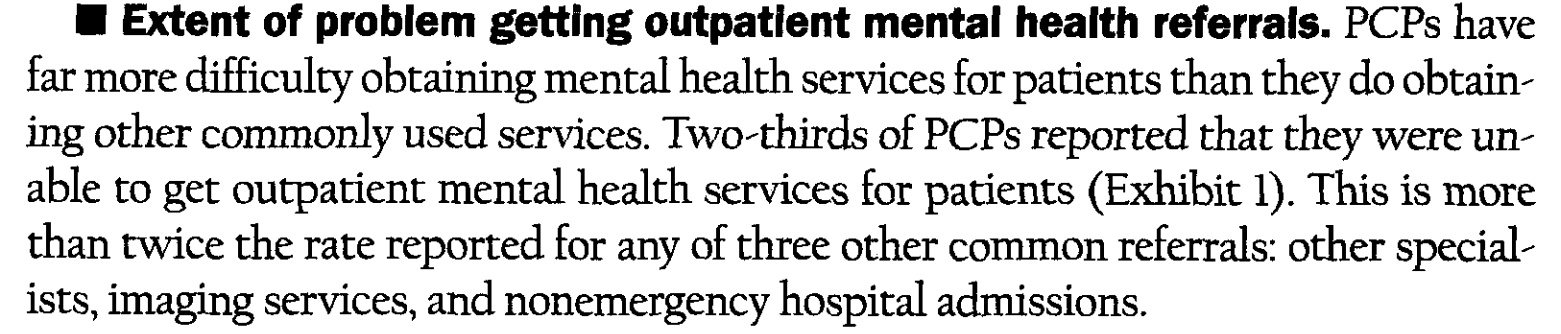 ■ Extent of problem getting outpatient mental health referrals. PCPs have
far more difficulty obtaining mental health services for patients than they do obtain-
ing other commonly used services. Two-thirds of PCPs reported that they were un-
able to get outpatient mental health services for patients (Exhibit 1). This is more
than twice the rate reported for any of three other common referrals: other special-
ists, imaging services, and nonemergency hospital admissions.